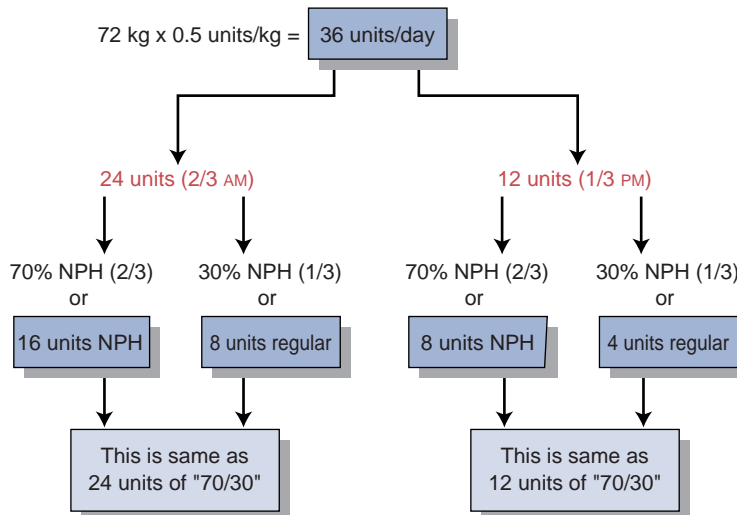 72 kg x 0.5 units/kg = 36 units/day
24 units (2/3 AM)
12 units (1/3 PM)
70% NPH (2/3)
or
16 units NPH
30% NPH (1/3)
or
8 units regular
70% NPH (2/3)
or
8 units NPH
30% NPH (1/3)
or
4 units regular
This is same as
24 units of "70/30"
This is same as
12 units of "70/30"